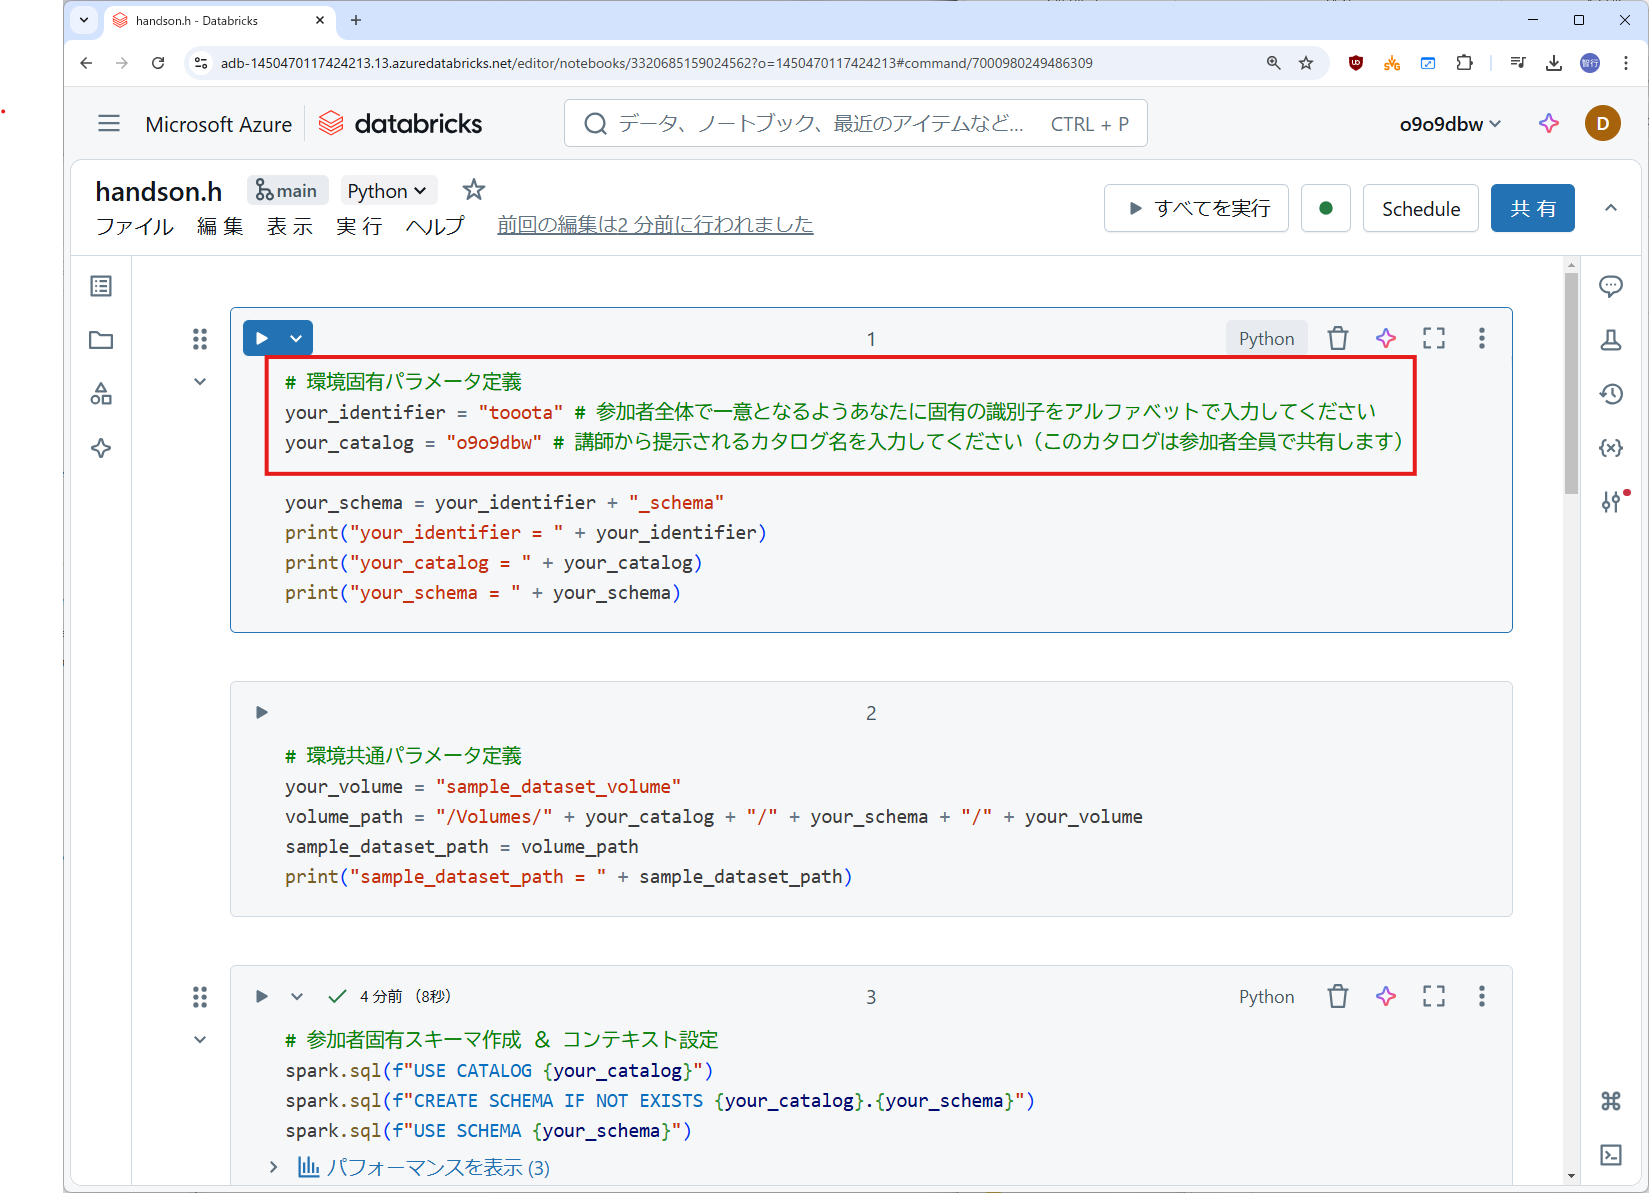 handson.h - Databricks
adb-1450470117424213.13.azuredatabricks.net/editor/notebooks/3320685159024562?o=1450470117424213#command/7000980249486309
智行
Microsoft Azure
databricks
データ、ノートブック、最近のアイテムなど...
CTRL + P
o9o9dbw
D
handson.h
main
Python
ファイル 編集 表示 実行 ヘルプ 前回の編集は2 分前に行われました
すべてを実行
Schedule
共有
1
Python
# 環境固有パラメータ定義
your_identifier = "tooota" # 参加者全体で一意となるようあなたに固有の識別子をアルファベットで入力してください
your_catalog = "o9o9dbw" # 講師から提示されるカタログ名を入力してください（このカタログは参加者全員で共有します）
your_schema = your_identifier + "_schema"
print("your_identifier = " + your_identifier)
print("your_catalog = " + your_catalog)
print("your_schema = " + your_schema)
2
# 環境共通パラメータ定義
your_volume = "sample_dataset_volume"
volume_path = "/Volumes/" + your_catalog + "/" + your_schema + "/" + your_volume
sample_dataset_path = volume_path
print("sample_dataset_path = " + sample_dataset_path)
4 分前 (8秒)
3
Python
# 参加者固有スキーマ作成 ＆ コンテキスト設定
spark.sql(f"USE CATALOG {your_catalog}")
spark.sql(f"CREATE SCHEMA IF NOT EXISTS {your_catalog}.{your_schema}")
spark.sql(f"USE SCHEMA {your_schema}")
パフォーマンスを表示 (3)